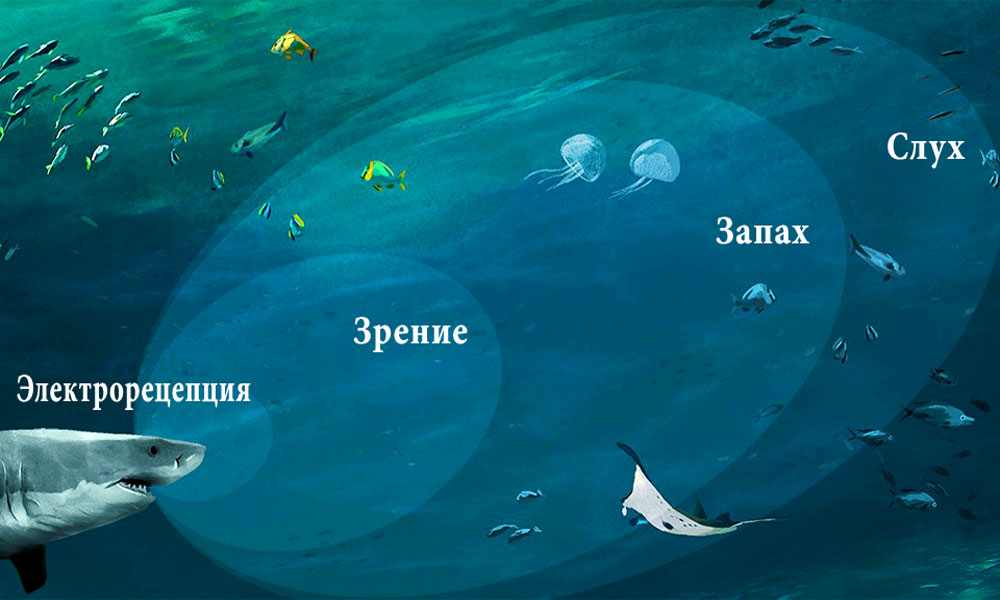 Слух
Запах
Зрение
Электрорецепция